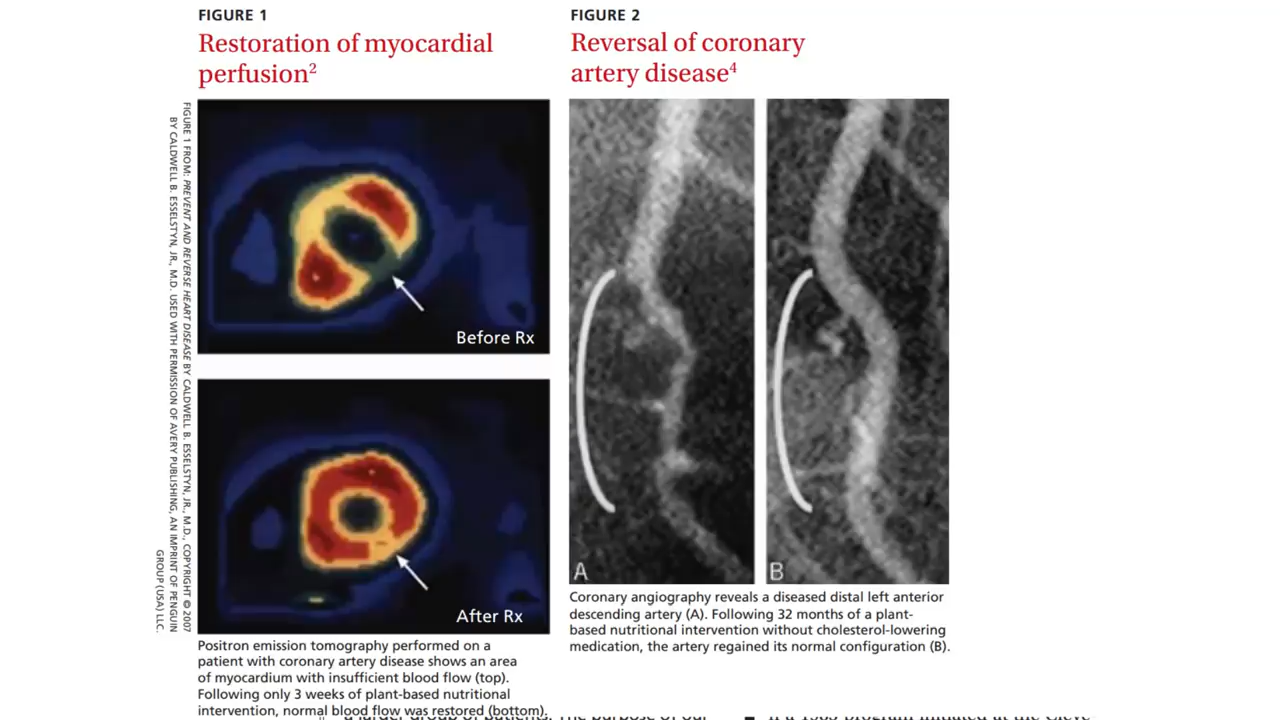 FIGURE 1
Restoration of myocardial
perfusion2
FIGURE 1 FROM: PREVENT AND REVERSE HEART DISEASE BY CALDWELL B. ESSELSTYN, JR., M.D., COPYRIGHT © 2007
BY CALDWELL B. ESSELSTYN, JR., M.D. USED WITH PERMISSION OF AVERY PUBLISHING, AN IMPRINT OF PENGUIN
GROUP (USA) LLC.
Before Rx
After Rx
Positron emission tomography performed on a
patient with coronary artery disease shows an area
of myocardium with insufficient blood flow (top).
Following only 3 weeks of plant-based nutritional
intervention, normal blood flow was restored (bottom).
FIGURE 2
Reversal of coronary
artery disease4
A
B
Coronary angiography reveals a diseased distal left anterior
descending artery (A). Following 32 months of a plant-
based nutritional intervention without cholesterol-lowering
medication, the artery regained its normal configuration (B).